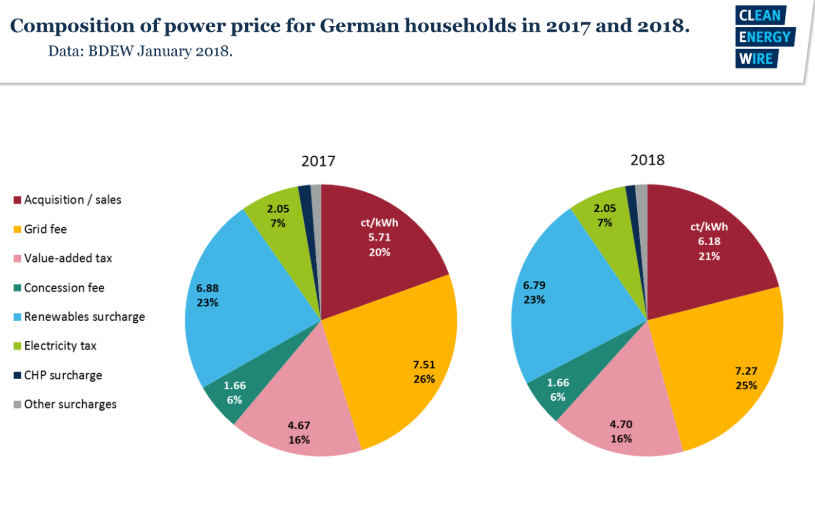 Composition of power price for German households in 2017 and 2018.
Data: BDEW January 2018.
CLEAN
ENERGY
WIRE
Acquisition / sales
Grid fee
Value-added tax
Concession fee
Renewables surcharge
Electricity tax
CHP surcharge
Other surcharges
2017
ct/kWh
5.71
20%
7.51
26%
4.67
16%
1.66
6%
6.88
23%
2.05
7%
2018
ct/kWh
6.18
21%
7.27
25%
4.70
16%
1.66
6%
6.79
23%
2.05
7%